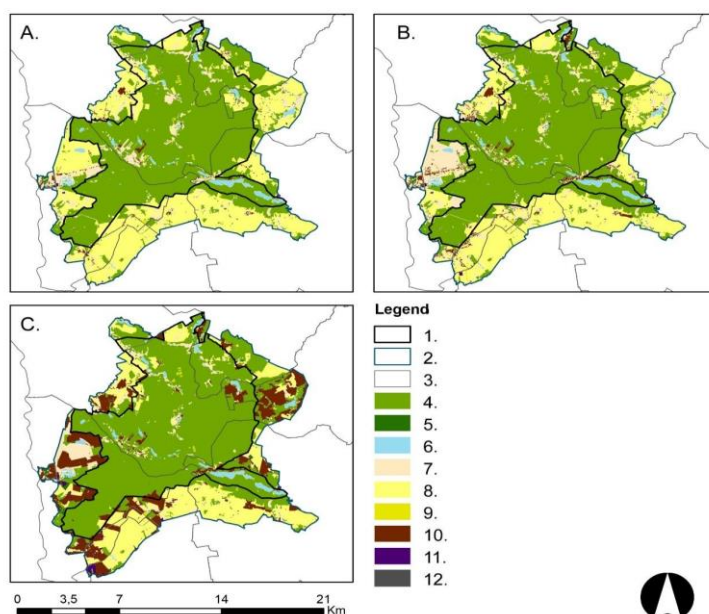 A.
B.
C.
Legend
1.
2.
3.
4.
5.
6.
7.
8.
9.
10.
11.
12.
0 3,5 7 14 21
Km